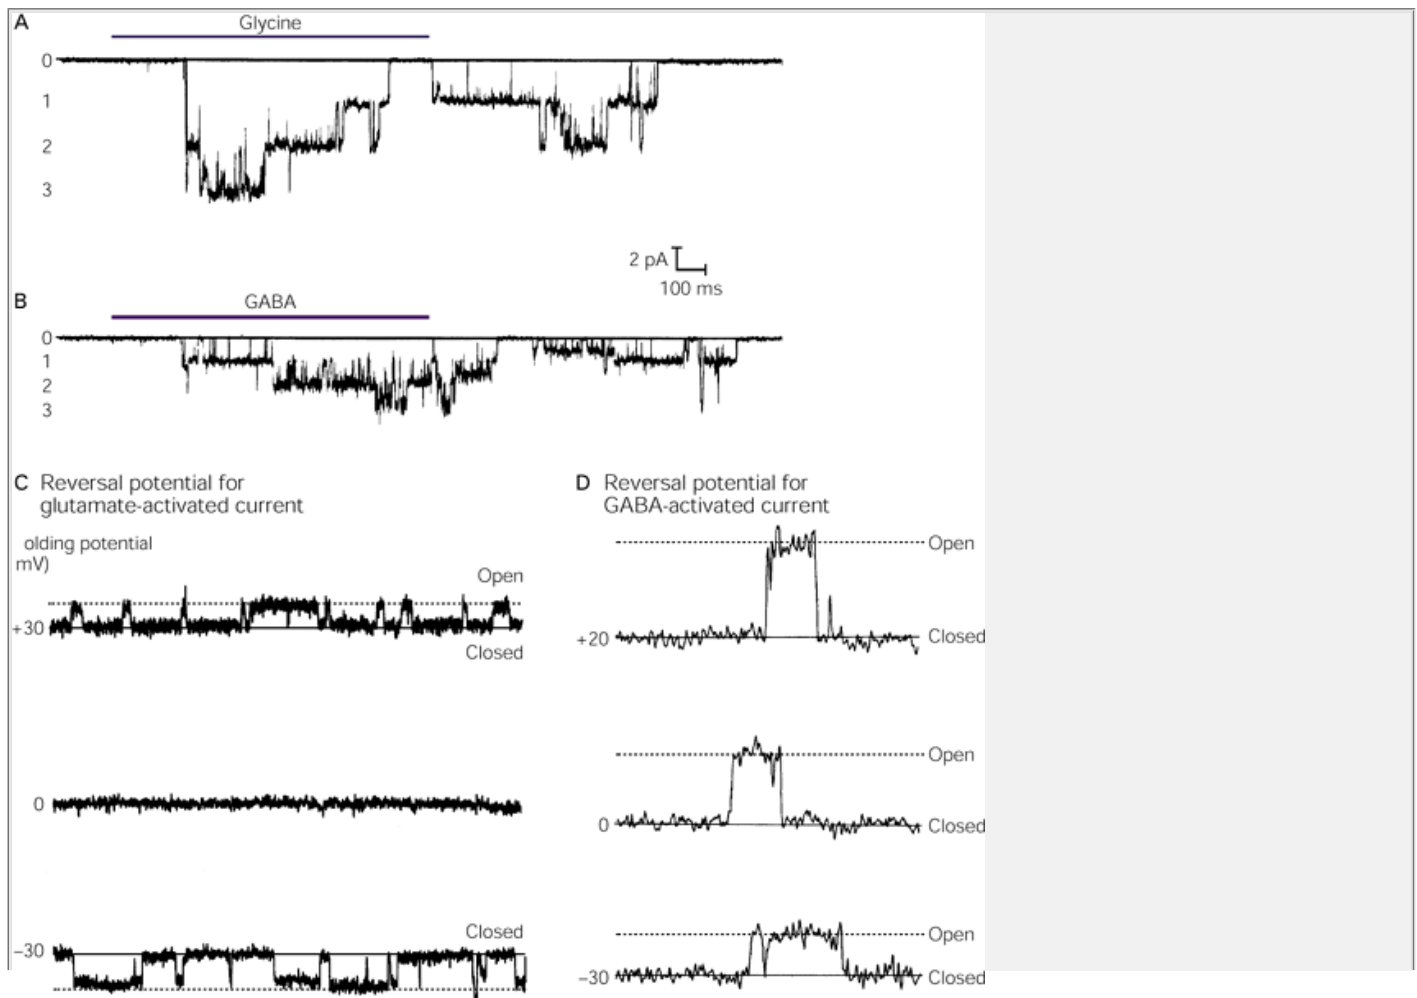 A
Glycine
0
1
2
3
2 pA
100 ms
B
GABA
0
1
2
3
C Reversal potential for
glutamate-activated current
olding potential
mV)
Open
+30
Closed
0
Closed
−30
D Reversal potential for
GABA-activated current
Open
+20
Closed
Open
0
Closed
Open
−30
Closed